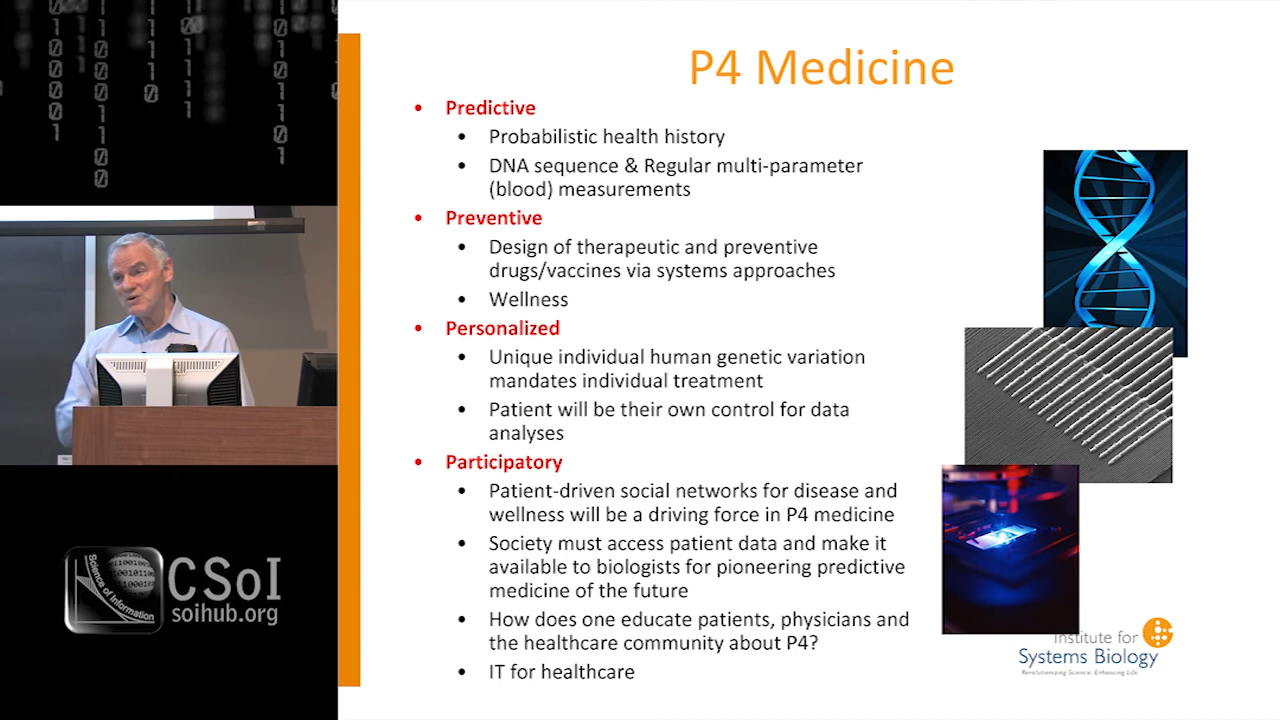 P4 Medicine
• Predictive
• Probabilistic health history
• DNA sequence & Regular multi-parameter
(blood) measurements
• Preventive
• Design of therapeutic and preventive
drugs/vaccines via systems approaches
• Wellness
• Personalized
• Unique individual human genetic variation
mandates individual treatment
• Patient will be their own control for data
analyses
• Participatory
• Patient-driven social networks for disease and
wellness will be a driving force in P4 medicine
• Society must access patient data and make it
available to biologists for pioneering predictive
medicine of the future
• How does one educate patients, physicians and
the healthcare community about P4?
• IT for healthcare
Institute for
Systems Biology
Revolutionizing Science. Enhancing Life.
Science of Information
CSoI
soihub.org